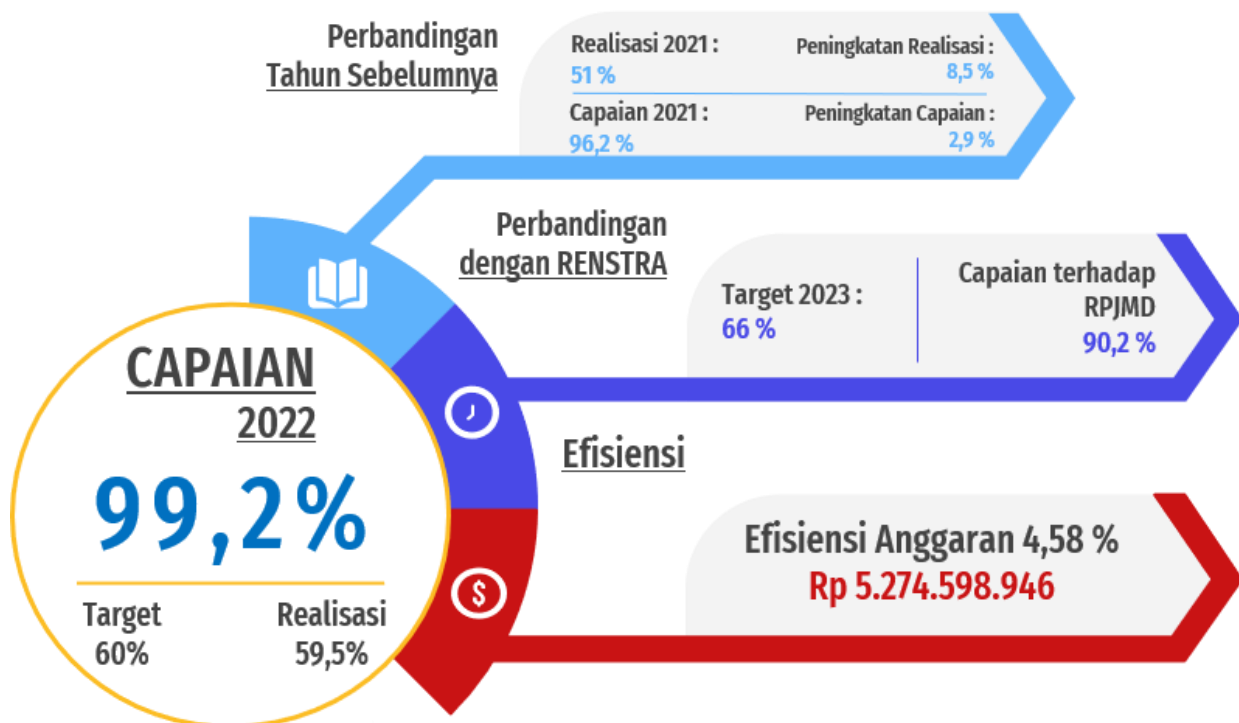 Perbandingan
Tahun Sebelumnya
Realisasi 2021 :
51 %
Peningkatan Realisasi :
8,5 %
Capaian 2021 :
96,2 %
Peningkatan Capaian :
2,9 %
Perbandingan
dengan RENSTRA
Target 2023 :
66 %
Capaian terhadap
RPJMD
90,2 %
CAPAIAN
2022
99,2%
Target
60%
Realisasi
59,5%
Efisiensi
Efisiensi Anggaran 4,58 %
Rp 5.274.598.946
$